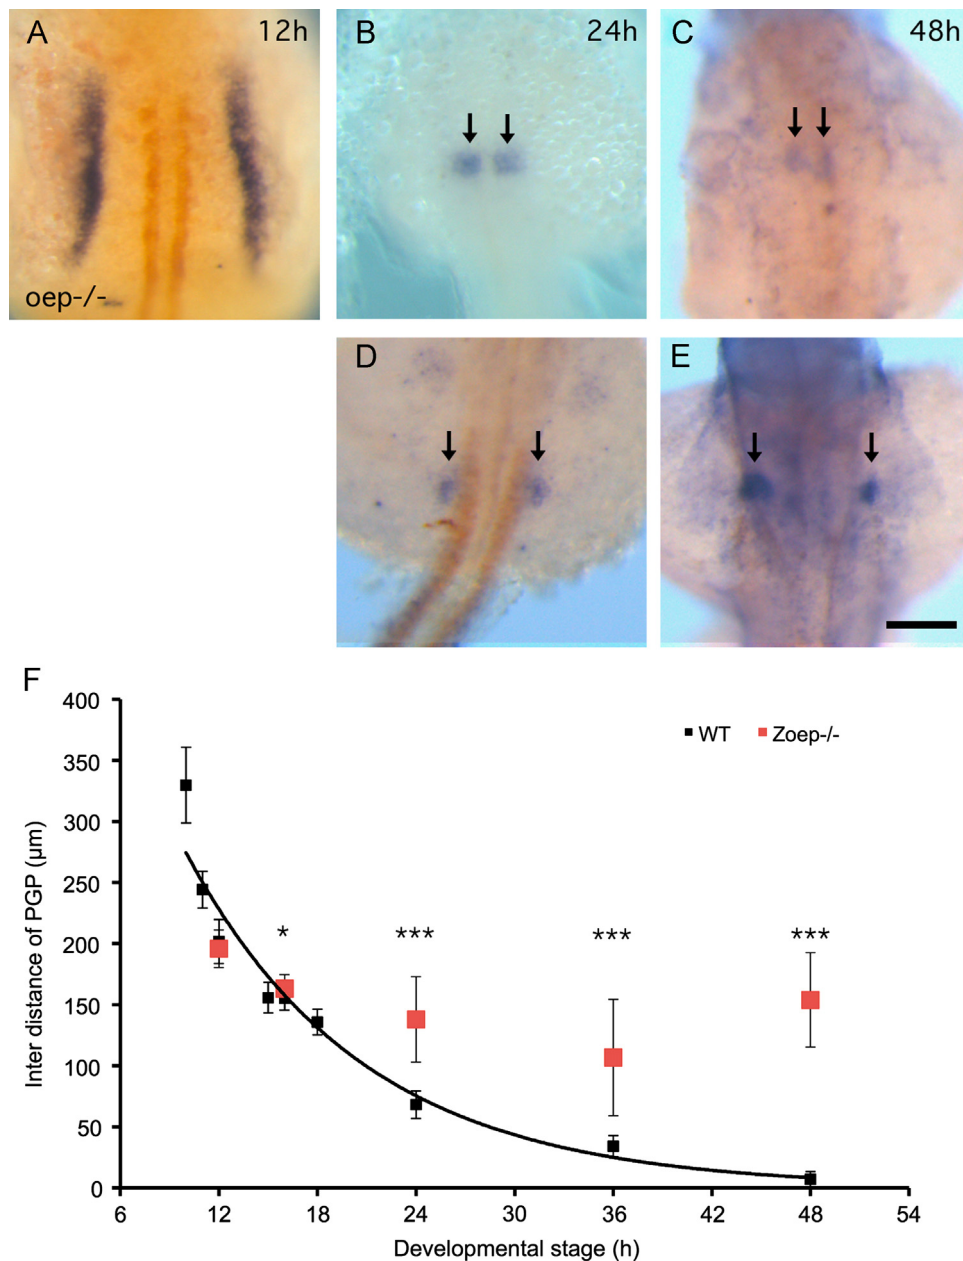 A 12h
B 24h
C 48h
oep-/-
D
E
F
400
350
300
250
200
150
100
50
0
Inter distance of PGP (μm)
WT Zoep-/-
* *** *** ***
6 12 18 24 30 36 42 48 54
Developmental stage (h)